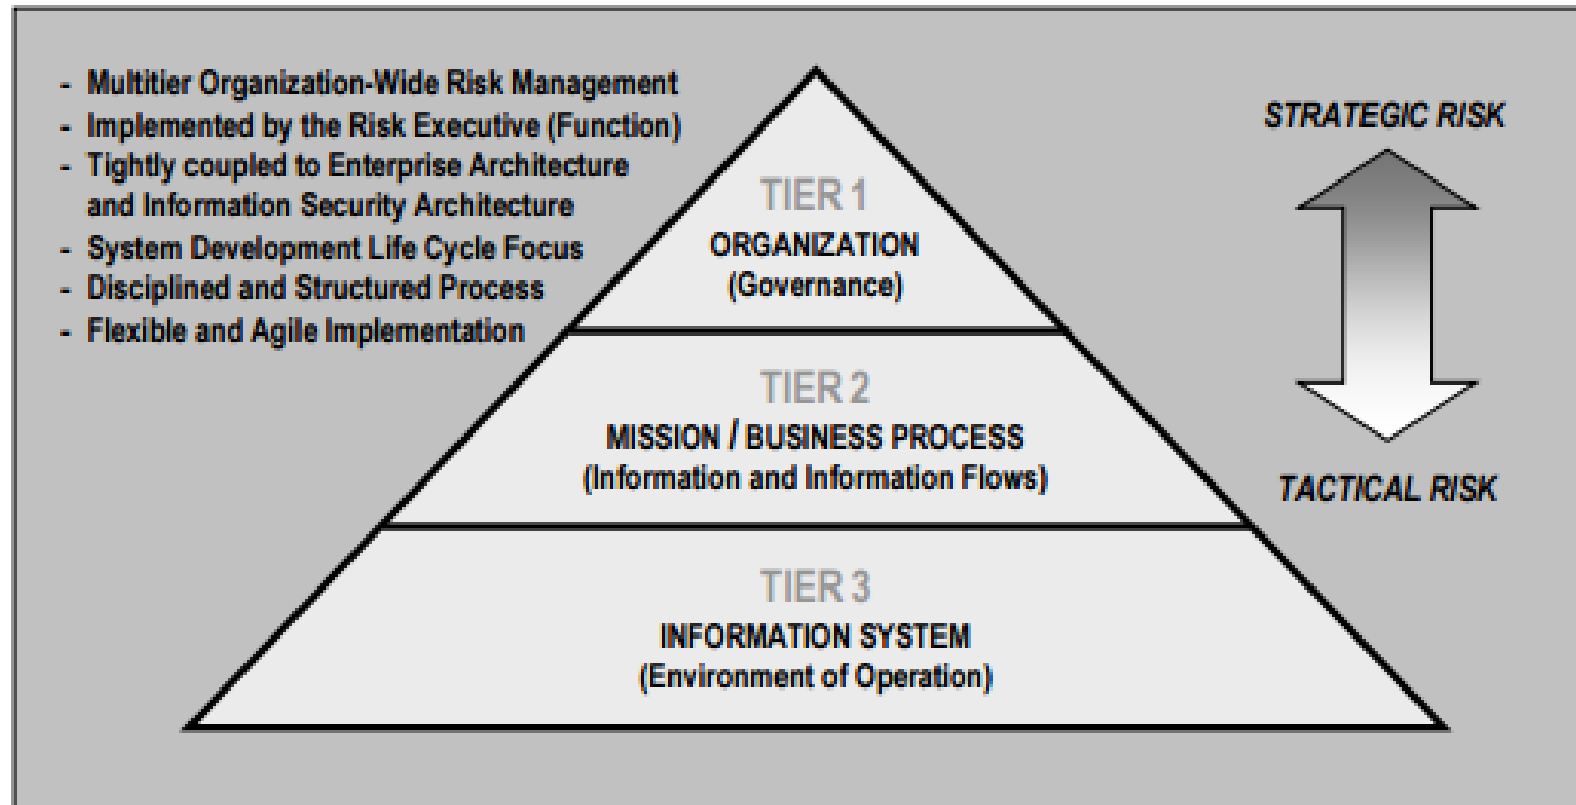 - Multitier Organization-Wide Risk Management
- Implemented by the Risk Executive (Function)
- Tightly coupled to Enterprise Architecture
and Information Security Architecture
- System Development Life Cycle Focus
- Disciplined and Structured Process
- Flexible and Agile Implementation
TIER 1
ORGANIZATION
(Governance)
TIER 2
MISSION / BUSINESS PROCESS
(Information and Information Flows)
TIER 3
INFORMATION SYSTEM
(Environment of Operation)
STRATEGIC RISK
TACTICAL RISK